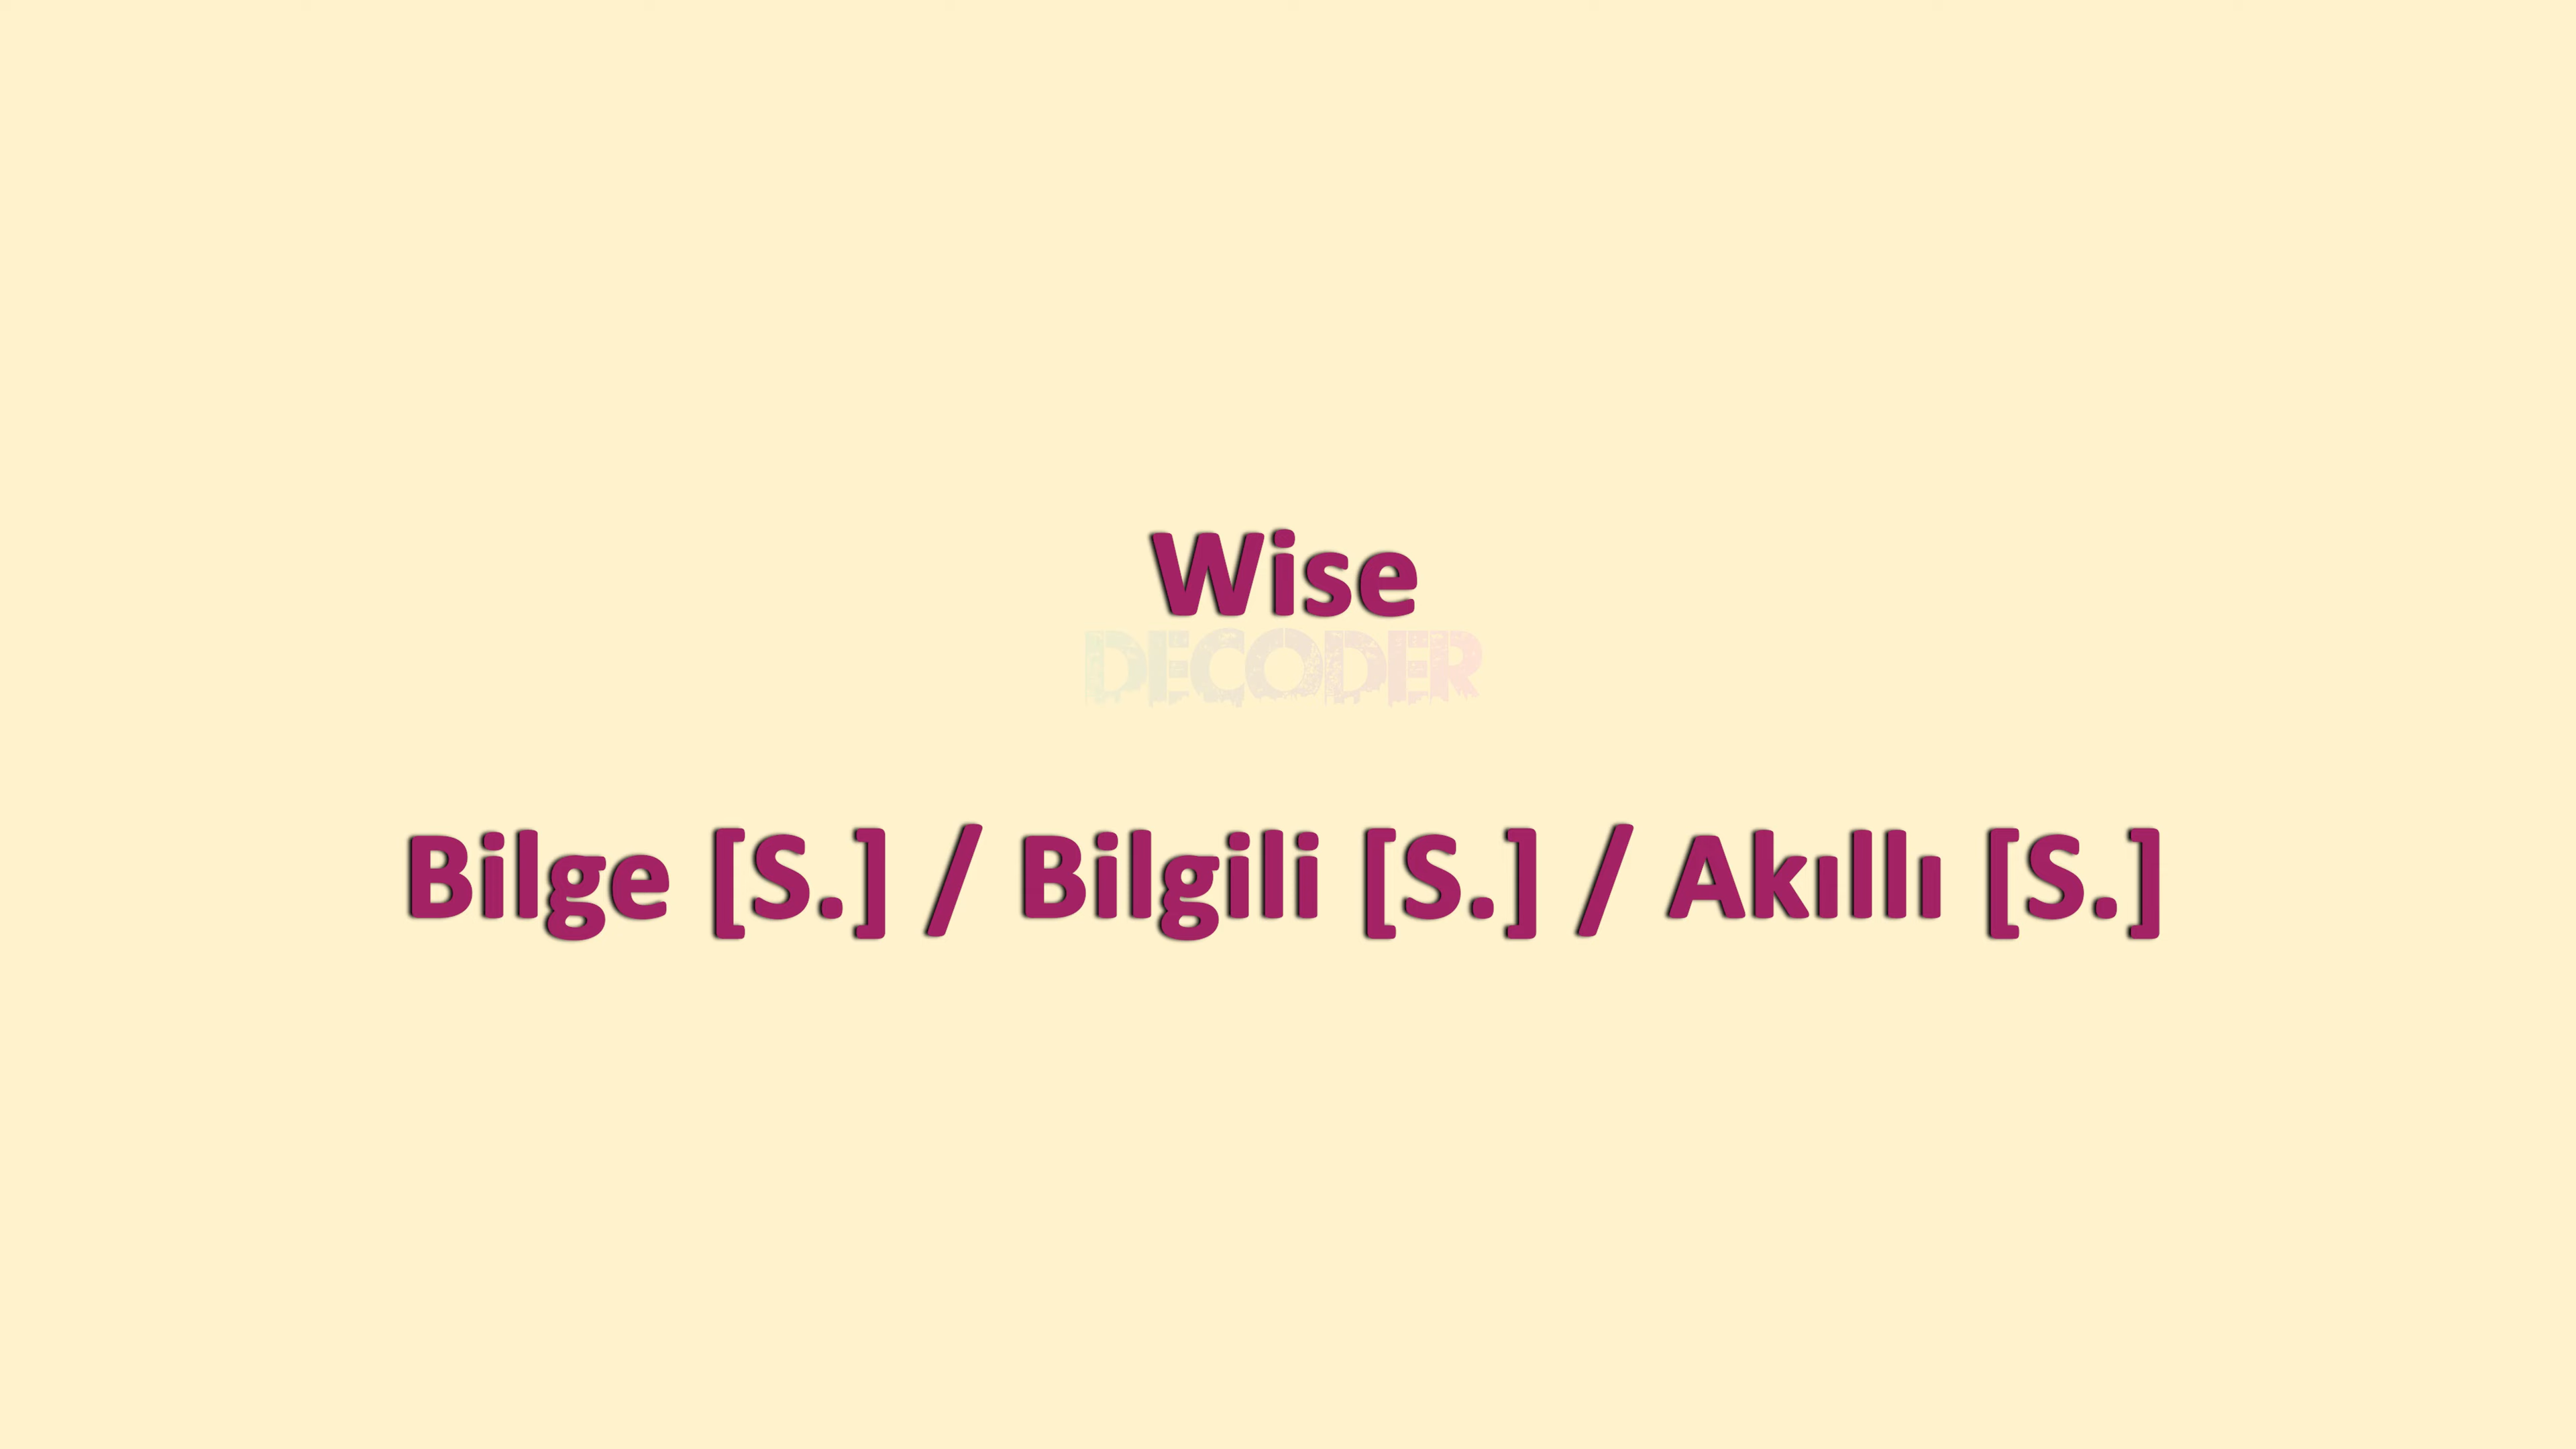 Wise
DECODER
Bilge [S.] / Bilgili [S.] / Akıllı [S.]